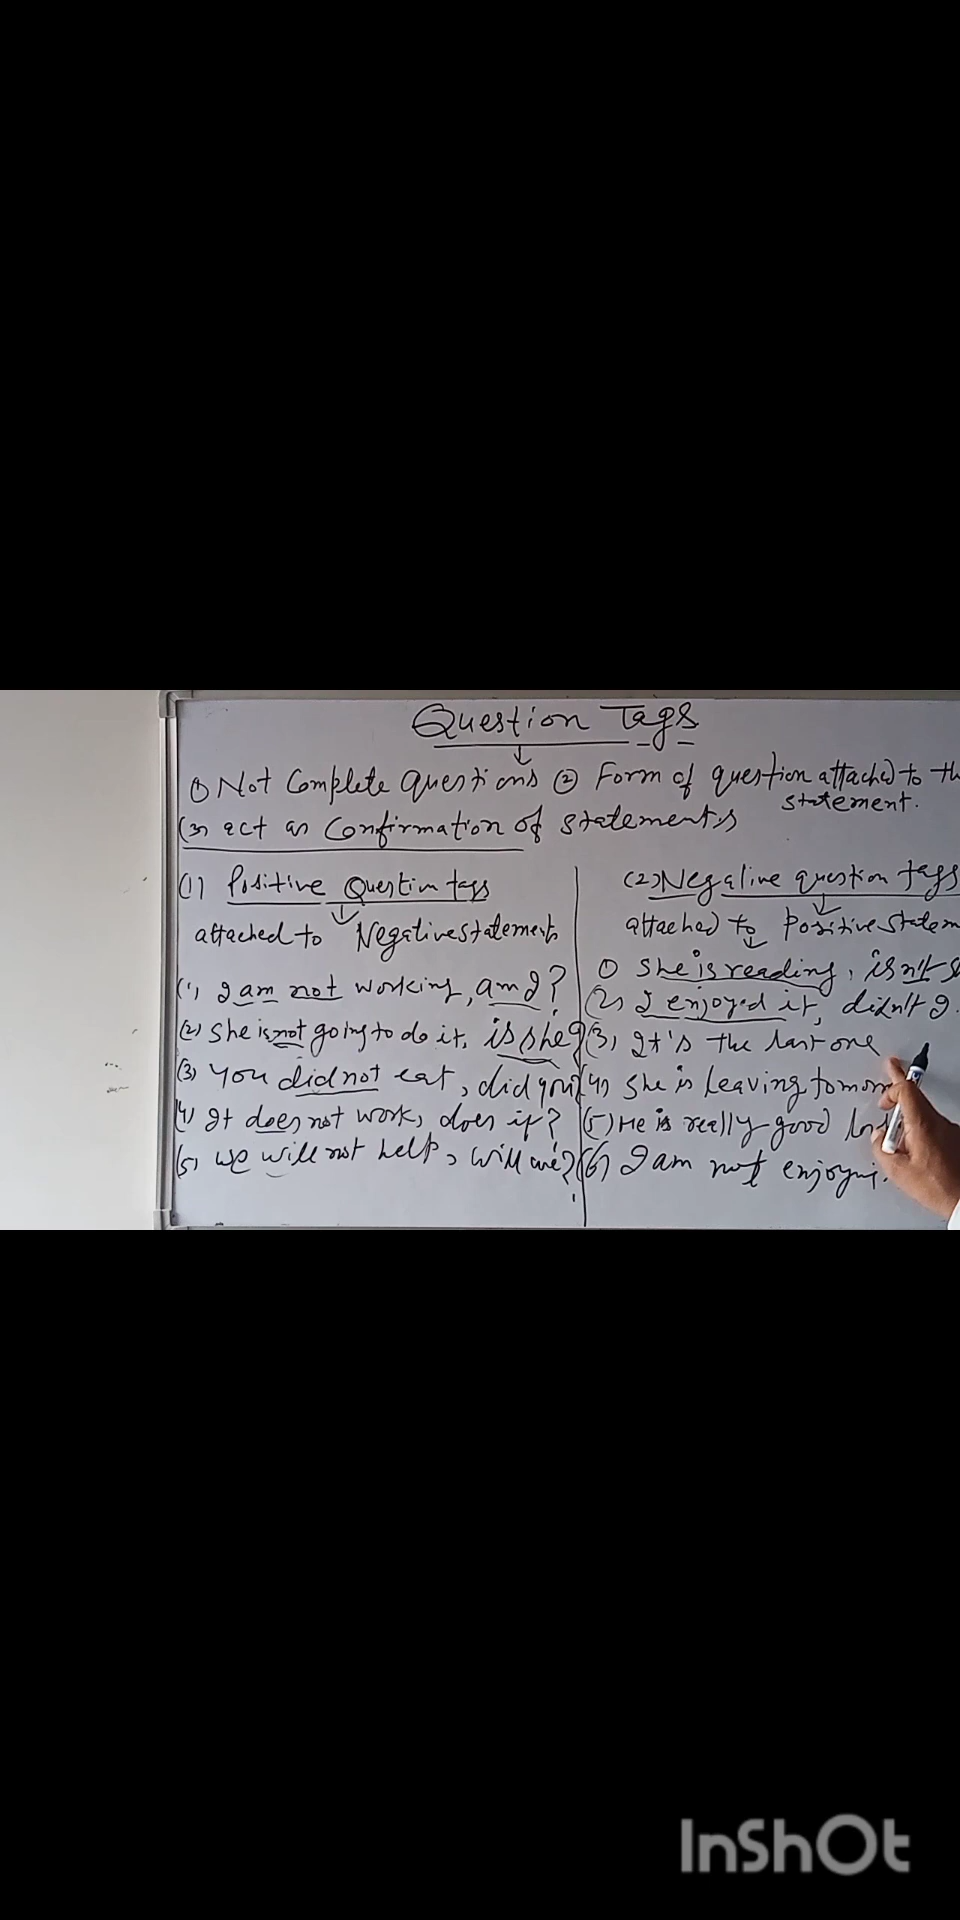 Question Tags
① Not Complete Questions ② Form of question attached to th
statement.
(3) act as Confirmation of statements
(1) Positive Question tags
attached to Negative statements
(1) I am not working, am I?
(2) She is not going to do it, is she?
(3) You did not eat, did you?
(4) It does not work, does it?
(5) We will not help, will we?
(2) Negative question tags
attached to Positive statem
① She is reading, isn't s
(2) I enjoyed it, didn't I.
(3) It's the last one
(4) She is leaving tomorr
(5) He is really good
(6) I am not enjoying.
InShOt